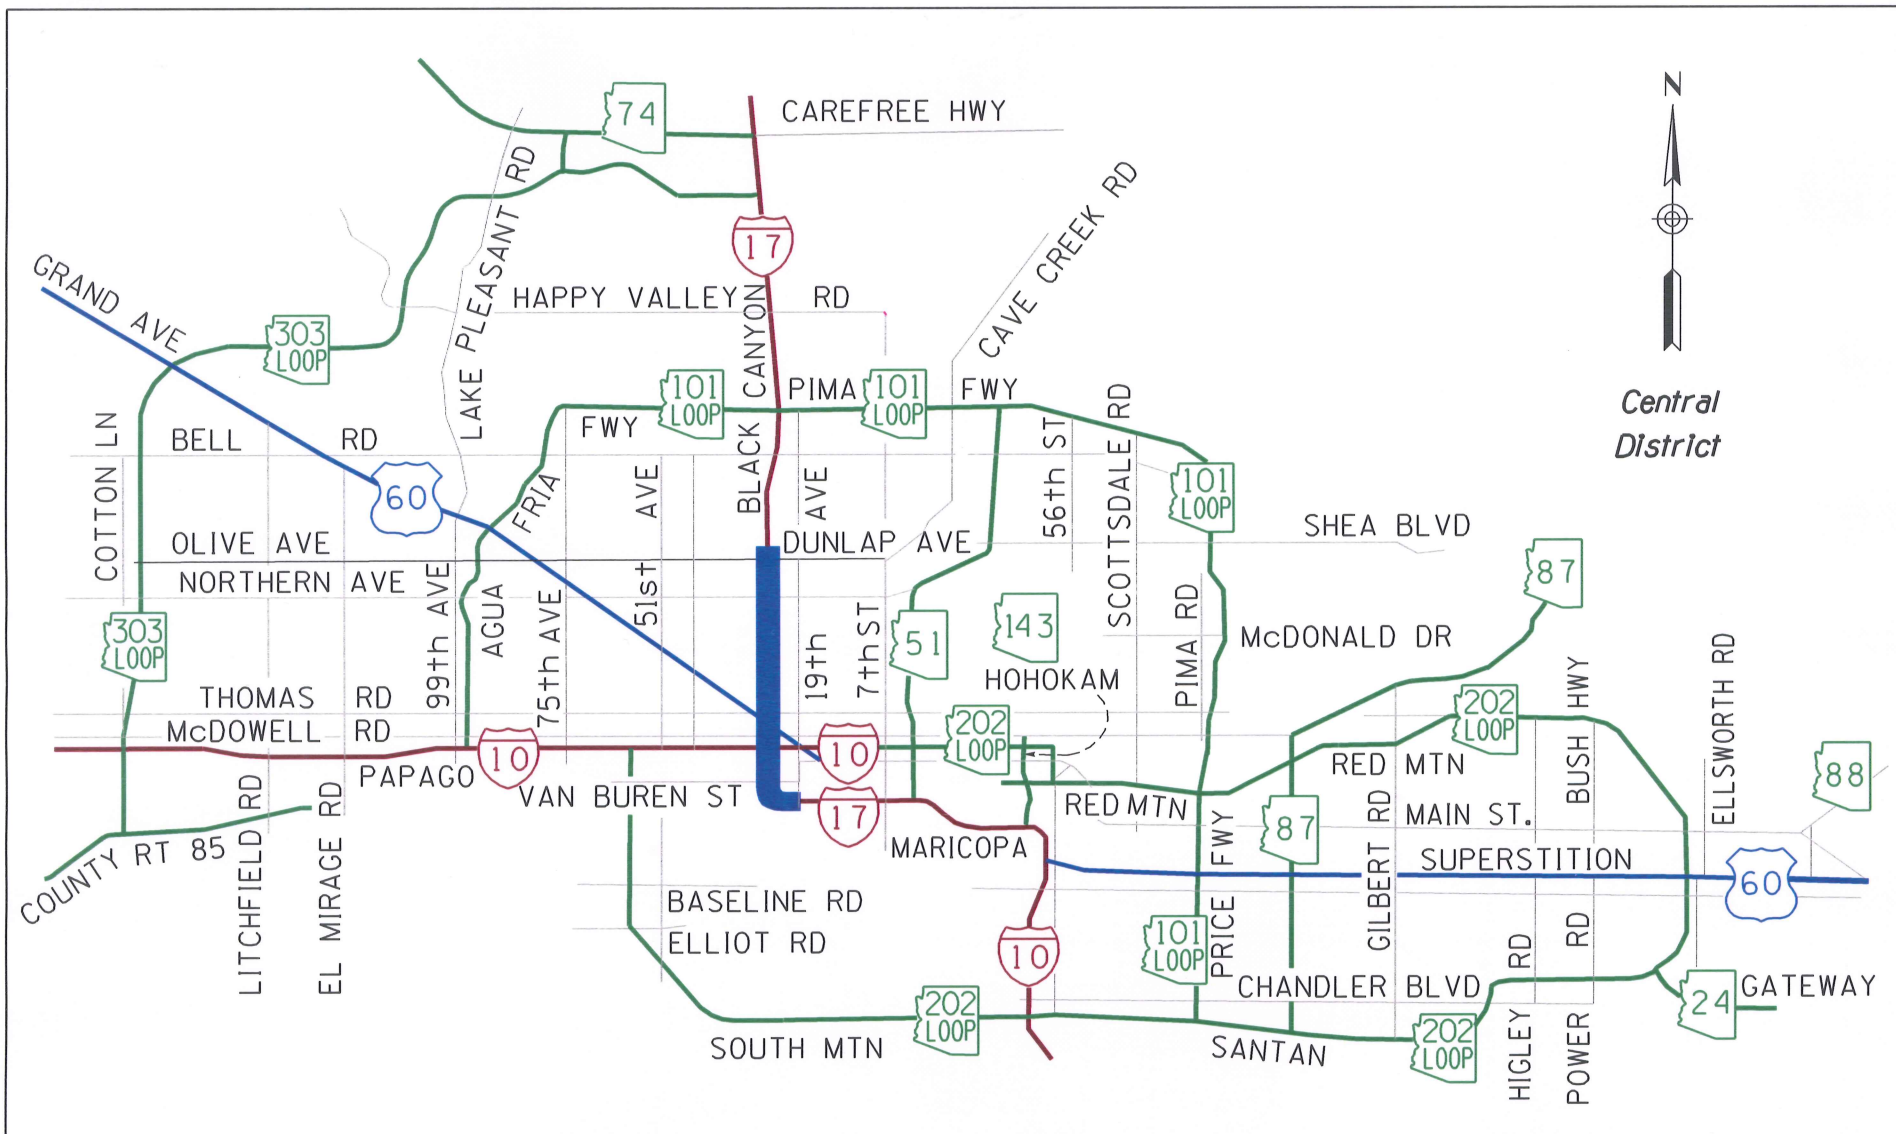 N
74
CAREFREE HWY
LAKE PLEASANT RD
17
CAVE CREEK RD
GRAND AVE
HAPPY VALLEY RD
303
LOOP
BLACK CANYON
101
LOOP
PIMA
101
LOOP
FWY
FWY
Central
District
COTTON LN
BELL RD
60
AGUA FRIA
51st AVE
19th AVE
56th ST
SCOTTSDALE RD
101
LOOP
SHEA BLVD
OLIVE AVE
DUNLAP AVE
NORTHERN AVE
87
303
LOOP
99th AVE
75th AVE
7th ST
51
143
HOHOKAM
PIMA RD
McDONALD DR
THOMAS RD
McDOWELL RD
202
LOOP
202
LOOP
BUSH HWY
ELLSWORTH RD
10
10
PAPAGO
VAN BUREN ST
17
RED MTN
RED MTN
88
LITCHFIELD RD
EL MIRAGE RD
COUNTY RT 85
MARICOPA
PRICE FWY
87
GILBERT RD
MAIN ST.
SUPERSTITION
60
BASELINE RD
ELLIOT RD
10
101
LOOP
CHANDLER BLVD
HIGLEY RD
POWER RD
24
GATEWAY
202
LOOP
SOUTH MTN
SANTAN
202
LOOP